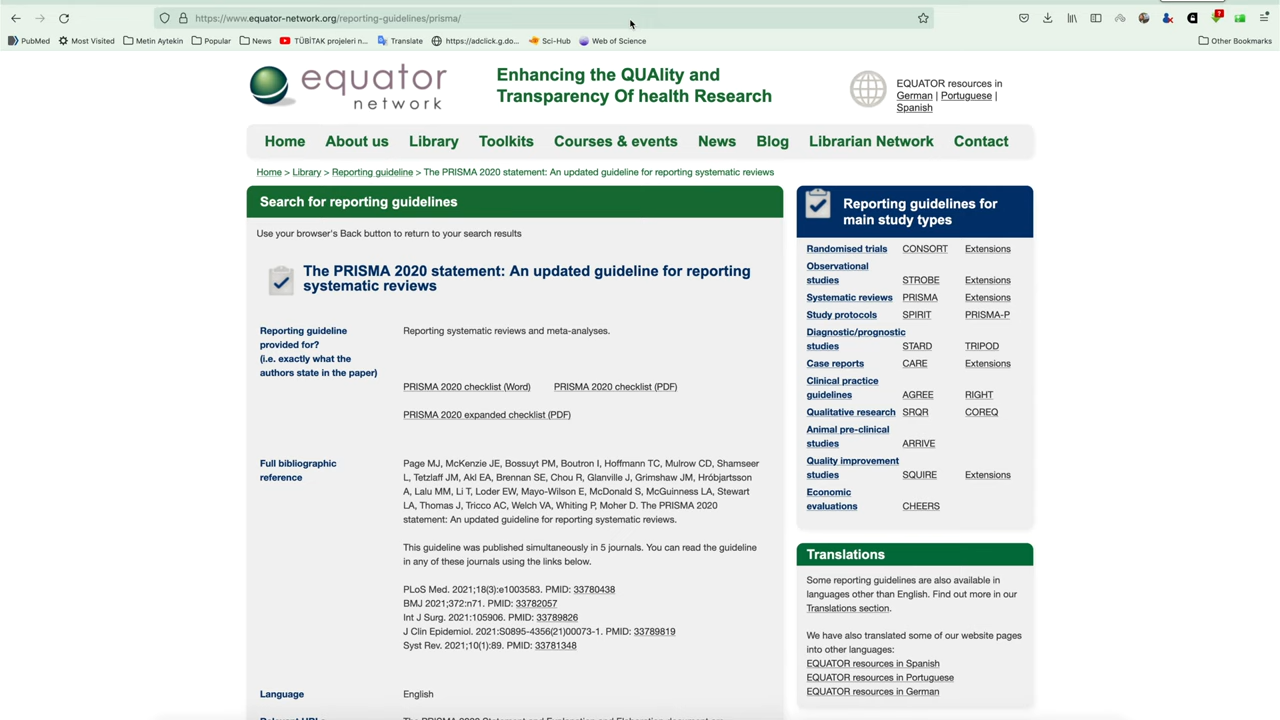 https://www.equator-network.org/reporting-guidelines/prisma/
PubMed
Most Visited
Metin Aytekin
Popular
News
TÜBİTAK projeleri n...
Translate
https://adclick.g.do...
Sci-Hub
Web of Science
Other Bookmarks
equator
network
Enhancing the QUAlity and
Transparency Of health Research
EQUATOR resources in
German | Portuguese |
Spanish
Home
About us
Library
Toolkits
Courses & events
News
Blog
Librarian Network
Contact
Home > Library > Reporting guideline > The PRISMA 2020 statement: An updated guideline for reporting systematic reviews
Search for reporting guidelines
Use your browser's Back button to return to your search results
The PRISMA 2020 statement: An updated guideline for reporting
systematic reviews
Reporting guideline
provided for?
(i.e. exactly what the
authors state in the paper)
Reporting systematic reviews and meta-analyses.
PRISMA 2020 checklist (Word)
PRISMA 2020 checklist (PDF)
PRISMA 2020 expanded checklist (PDF)
Full bibliographic
reference
Page MJ, McKenzie JE, Bossuyt PM, Boutron I, Hoffmann TC, Mulrow CD, Shamseer
L, Tetzlaff JM, Akl EA, Brennan SE, Chou R, Glanville J, Grimshaw JM, Hróbjartsson
A, Lalu MM, Li T, Loder EW, Mayo-Wilson E, McDonald S, McGuinness LA, Stewart
LA, Thomas J, Tricco AC, Welch VA, Whiting P, Moher D. The PRISMA 2020
statement: An updated guideline for reporting systematic reviews.
This guideline was published simultaneously in 5 journals. You can read the guideline
in any of these journals using the links below.
PLoS Med. 2021;18(3):e1003583. PMID: 33780438
BMJ 2021;372:n71. PMID: 33782057
Int J Surg. 2021:105906. PMID: 33789826
J Clin Epidemiol. 2021:S0895-4356(21)00073-1. PMID: 33789819
Syst Rev. 2021;10(1):89. PMID: 33781348
Language
English
Reporting guidelines for
main study types
Randomised trials CONSORT Extensions
Observational
studies STROBE Extensions
Systematic reviews PRISMA Extensions
Study protocols SPIRIT PRISMA-P
Diagnostic/prognostic
studies STARD TRIPOD
Case reports CARE Extensions
Clinical practice
guidelines AGREE RIGHT
Qualitative research SRQR COREQ
Animal pre-clinical
studies ARRIVE
Quality improvement
studies SQUIRE Extensions
Economic
evaluations CHEERS
Translations
Some reporting guidelines are also available in
languages other than English. Find out more in our
Translations section.
We have also translated some of our website pages
into other languages:
EQUATOR resources in Spanish
EQUATOR resources in Portuguese
EQUATOR resources in German